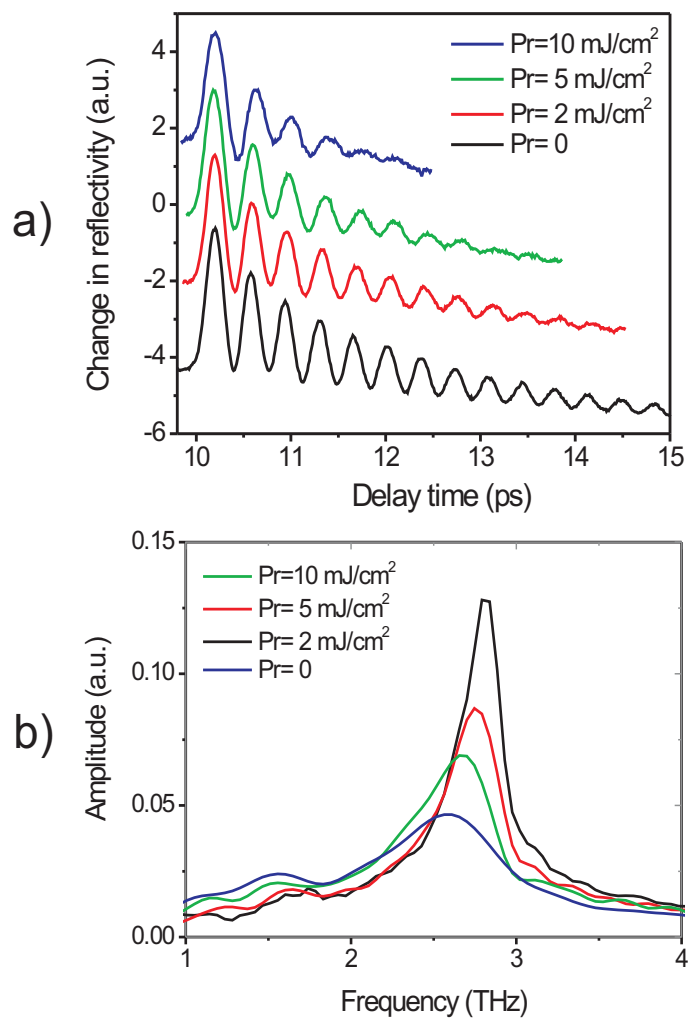 a)
Change in reflectivity (a.u.)
4
2
0
-2
-4
-6
Pr=10 mJ/cm²
Pr= 5 mJ/cm²
Pr= 2 mJ/cm²
Pr= 0
10 11 12 13 14 15
Delay time (ps)
b)
Amplitude (a.u.)
0.15
0.10
0.05
0.00
Pr=10 mJ/cm²
Pr= 5 mJ/cm²
Pr= 2 mJ/cm²
Pr= 0
1 2 3 4
Frequency (THz)